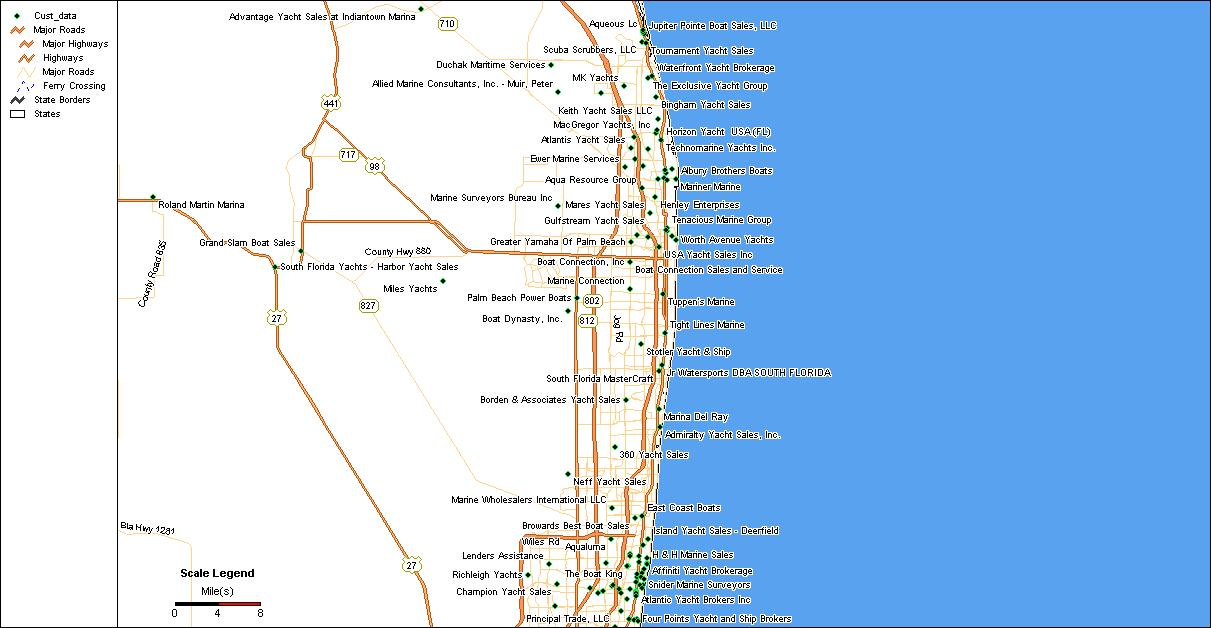 Cust_data
Major Roads
Major Highways
Highways
Major Roads
Ferry Crossing
State Borders
States
Advantage Yacht Sales at Indiantown Marina
710
Aqueous Lc
Jupiter Pointe Boat Sales, LLC
Scuba Scrubbers, LLC
Tournament Yacht Sales
Duchak Maritime Services
Waterfront Yacht Brokerage
MK Yachts
Allied Marine Consultants, Inc. - Muir, Peter
The Exclusive Yacht Group
441
Bingham Yacht Sales
Keith Yacht Sales LLC
MacGregor Yachts, Inc
Horizon Yacht USA (FL)
Atlantis Yacht Sales
Technomarine Yachts Inc.
717
98
Ewer Marine Services
Albury Brothers Boats
Aqua Resource Group
Mariner Marine
Marine Surveyors Bureau Inc
Roland Martin Marina
Mares Yacht Sales
Henley Enterprises
Gulfstream Yacht Sales
Tenacious Marine Group
Grand Slam Boat Sales
Greater Yamaha Of Palm Beach
Worth Avenue Yachts
County Hwy 880
USA Yacht Sales Inc
Boat Connection, Inc
South Florida Yachts - Harbor Yacht Sales
Boat Connection Sales and Service
County Road 835
Marine Connection
Miles Yachts
Palm Beach Power Boats
802
Tuppen's Marine
827
27
Boat Dynasty, Inc.
812
Jog Rd
Tight Lines Marine
Stotler Yacht & Ship
Jr Watersports DBA SOUTH FLORIDA
South Florida MasterCraft
Borden & Associates Yacht Sales
Marina Del Ray
Admiralty Yacht Sales, Inc.
360 Yacht Sales
Neff Yacht Sales
Marine Wholesalers International LLC
East Coast Boats
Bia Hwy 1281
Browards Best Boat Sales
Island Yacht Sales - Deerfield
Wiles Rd
Aqualuma
Lenders Assistance
H & H Marine Sales
27
Richleigh Yachts
The Boat King
Affiniti Yacht Brokerage
Snider Marine Surveyors
Champion Yacht Sales
Atlantic Yacht Brokers Inc
Principal Trade, LLC
Four Points Yacht and Ship Brokers
Scale Legend
Mile(s)
0 4 8